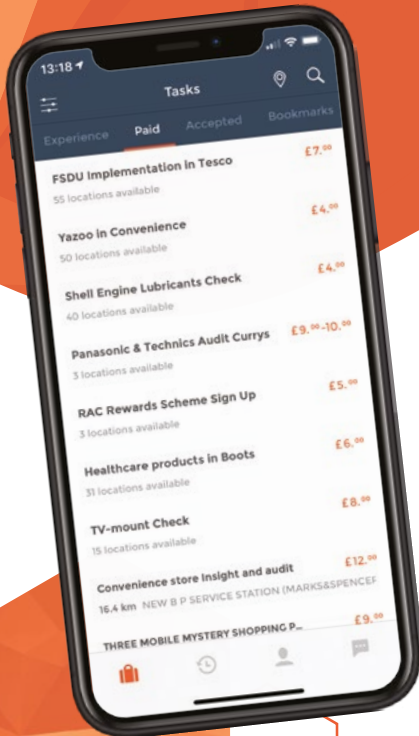 13:18
Tasks
Experience Paid Accepted Bookmarks
FSDU Implementation in Tesco £7.00
55 locations available
Yazoo in Convenience £4.00
50 locations available
Shell Engine Lubricants Check £4.00
40 locations available
Panasonic & Technics Audit Currys £9.00-10.00
3 locations available
RAC Rewards Scheme Sign Up £5.00
3 locations available
Healthcare products in Boots £6.00
31 locations available
TV-mount Check £8.00
15 locations available
Convenience store Insight and audit £12.00
16.4 km NEW B P SERVICE STATION (MARKS&SPENCER
THREE MOBILE MYSTERY SHOPPING P... £9.00